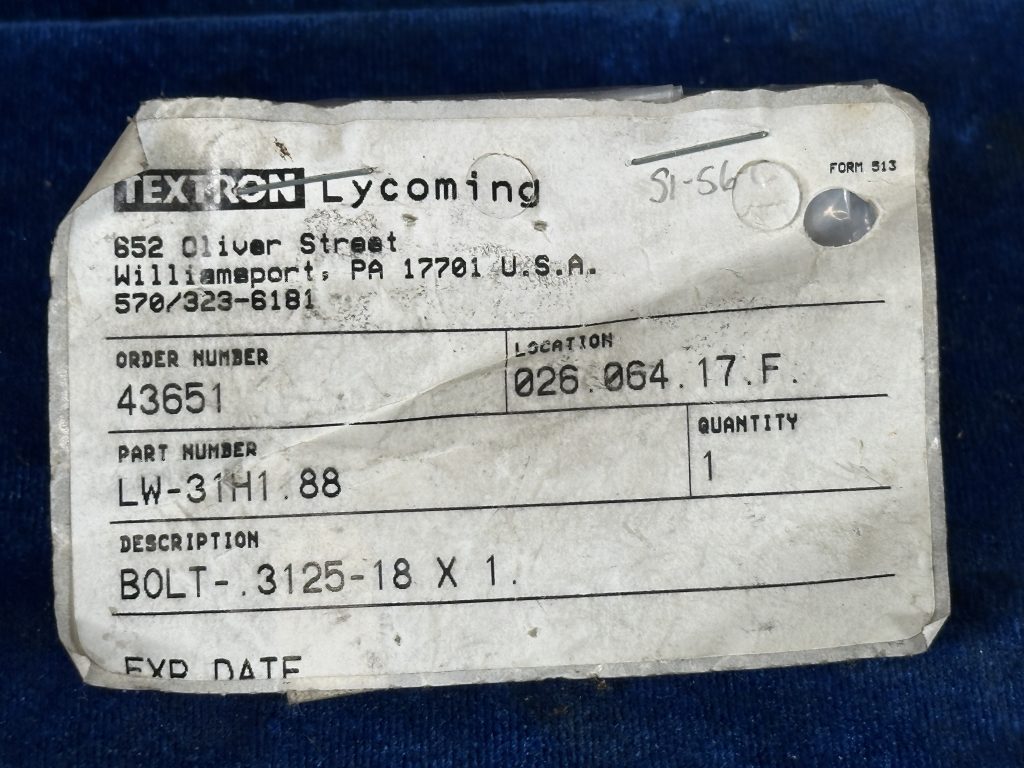 TEXTRON Lycoming
S1-56
FORM 513
652 Oliver Street
Williamsport, PA 17701 U.S.A.
570/323-6181
ORDER NUMBER
43651
LOCATION
026.064.17.F.
PART NUMBER
LW-31H1.88
QUANTITY
1
DESCRIPTION
BOLT-.3125-18 X 1.
EXP DATE